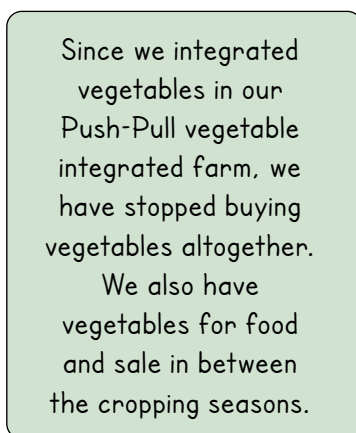 Since we integrated
vegetables in our
Push-Pull vegetable
integrated farm, we
have stopped buying
vegetables altogether.
We also have
vegetables for food
and sale in between
the cropping seasons.